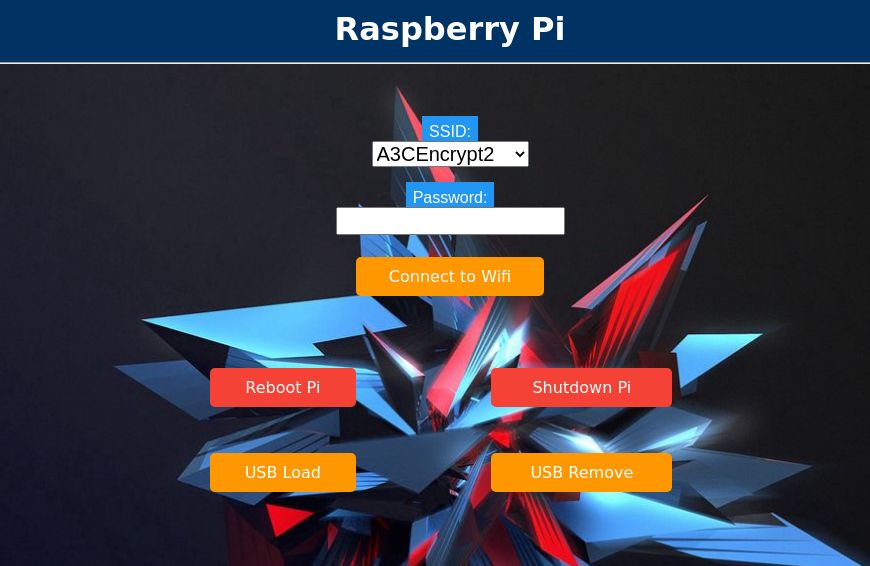 Raspberry Pi
SSID:
A3CEncrypt2
Password:
Connect to Wifi
Reboot Pi
Shutdown Pi
USB Load
USB Remove